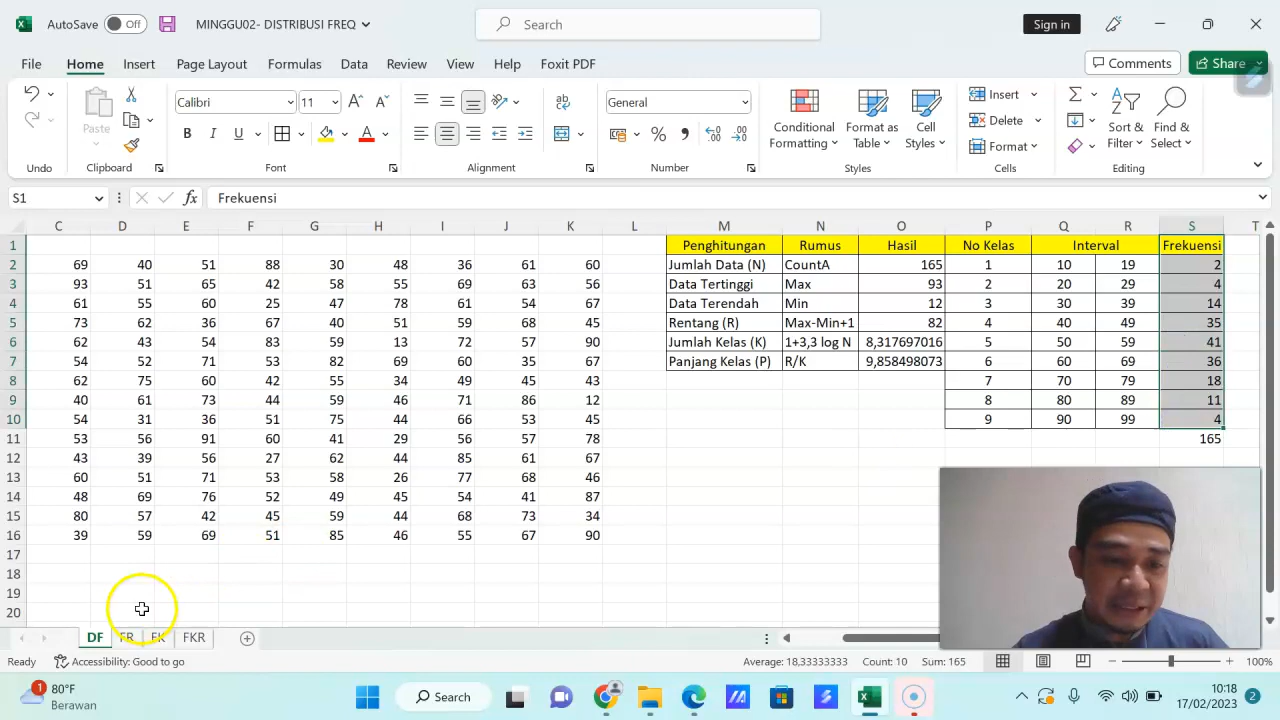 AutoSave Off MINGGU02- DISTRIBUSI FREQ Search Sign in
File Home Insert Page Layout Formulas Data Review View Help Foxit PDF Comments Share
Paste Calibri 11 General Conditional Formatting Format as Table Cell Styles Insert Delete Format Sort & Filter Find & Select
Undo Clipboard Font Alignment Number Styles Cells Editing
S1 fx Frekuensi
C D E F G H I J K L M N O P Q R S T
1 Penghitungan Rumus Hasil No Kelas Interval Frekuensi
2 69 40 51 88 30 48 36 61 60 Jumlah Data (N) CountA 165 1 10 19 2
3 93 51 65 42 58 55 69 63 56 Data Tertinggi Max 93 2 20 29 4
4 61 55 60 25 47 78 61 54 67 Data Terendah Min 12 3 30 39 14
5 73 62 36 67 40 51 59 68 45 Rentang (R) Max-Min+1 82 4 40 49 35
6 62 43 54 83 59 13 72 57 90 Jumlah Kelas (K) 1+3,3 log N 8,317697016 5 50 59 41
7 54 52 71 53 82 69 60 35 67 Panjang Kelas (P) R/K 9,858498073 6 60 69 36
8 62 75 60 42 55 34 49 45 43 7 70 79 18
9 40 61 73 44 59 46 71 86 12 8 80 89 11
10 54 31 36 51 75 44 66 53 45 9 90 99 4
11 53 56 91 60 41 29 56 57 78 165
12 43 39 56 27 62 44 85 61 67
13 60 51 71 53 58 26 77 68 46
14 48 69 76 52 49 45 54 41 87
15 80 57 42 45 59 44 68 73 34
16 39 59 69 51 85 46 55 67 90
17
18
19
20
DF FR FK FKR
Ready Accessibility: Good to go Average: 18,33333333 Count: 10 Sum: 165 100%
1 80°F Search 10:18
Berawan 17/02/2023 2